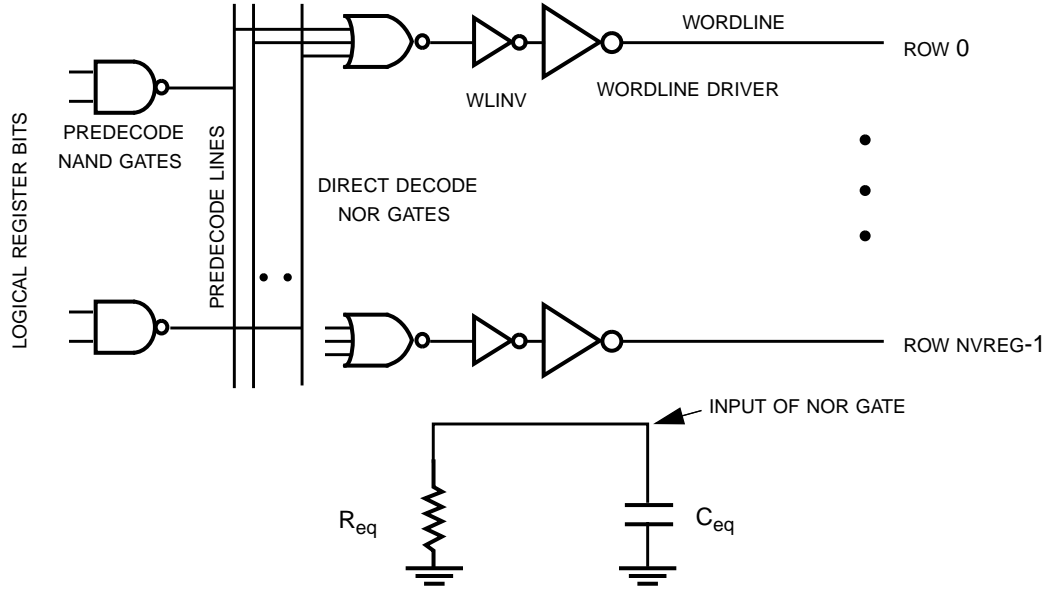 WORDLINE
ROW 0
WLINV
WORDLINE DRIVER
PREDECODE
NAND GATES
LOGICAL REGISTER BITS
PREDECODE LINES
DIRECT DECODE
NOR GATES
ROW NVREG-1
INPUT OF NOR GATE
Req
Ceq